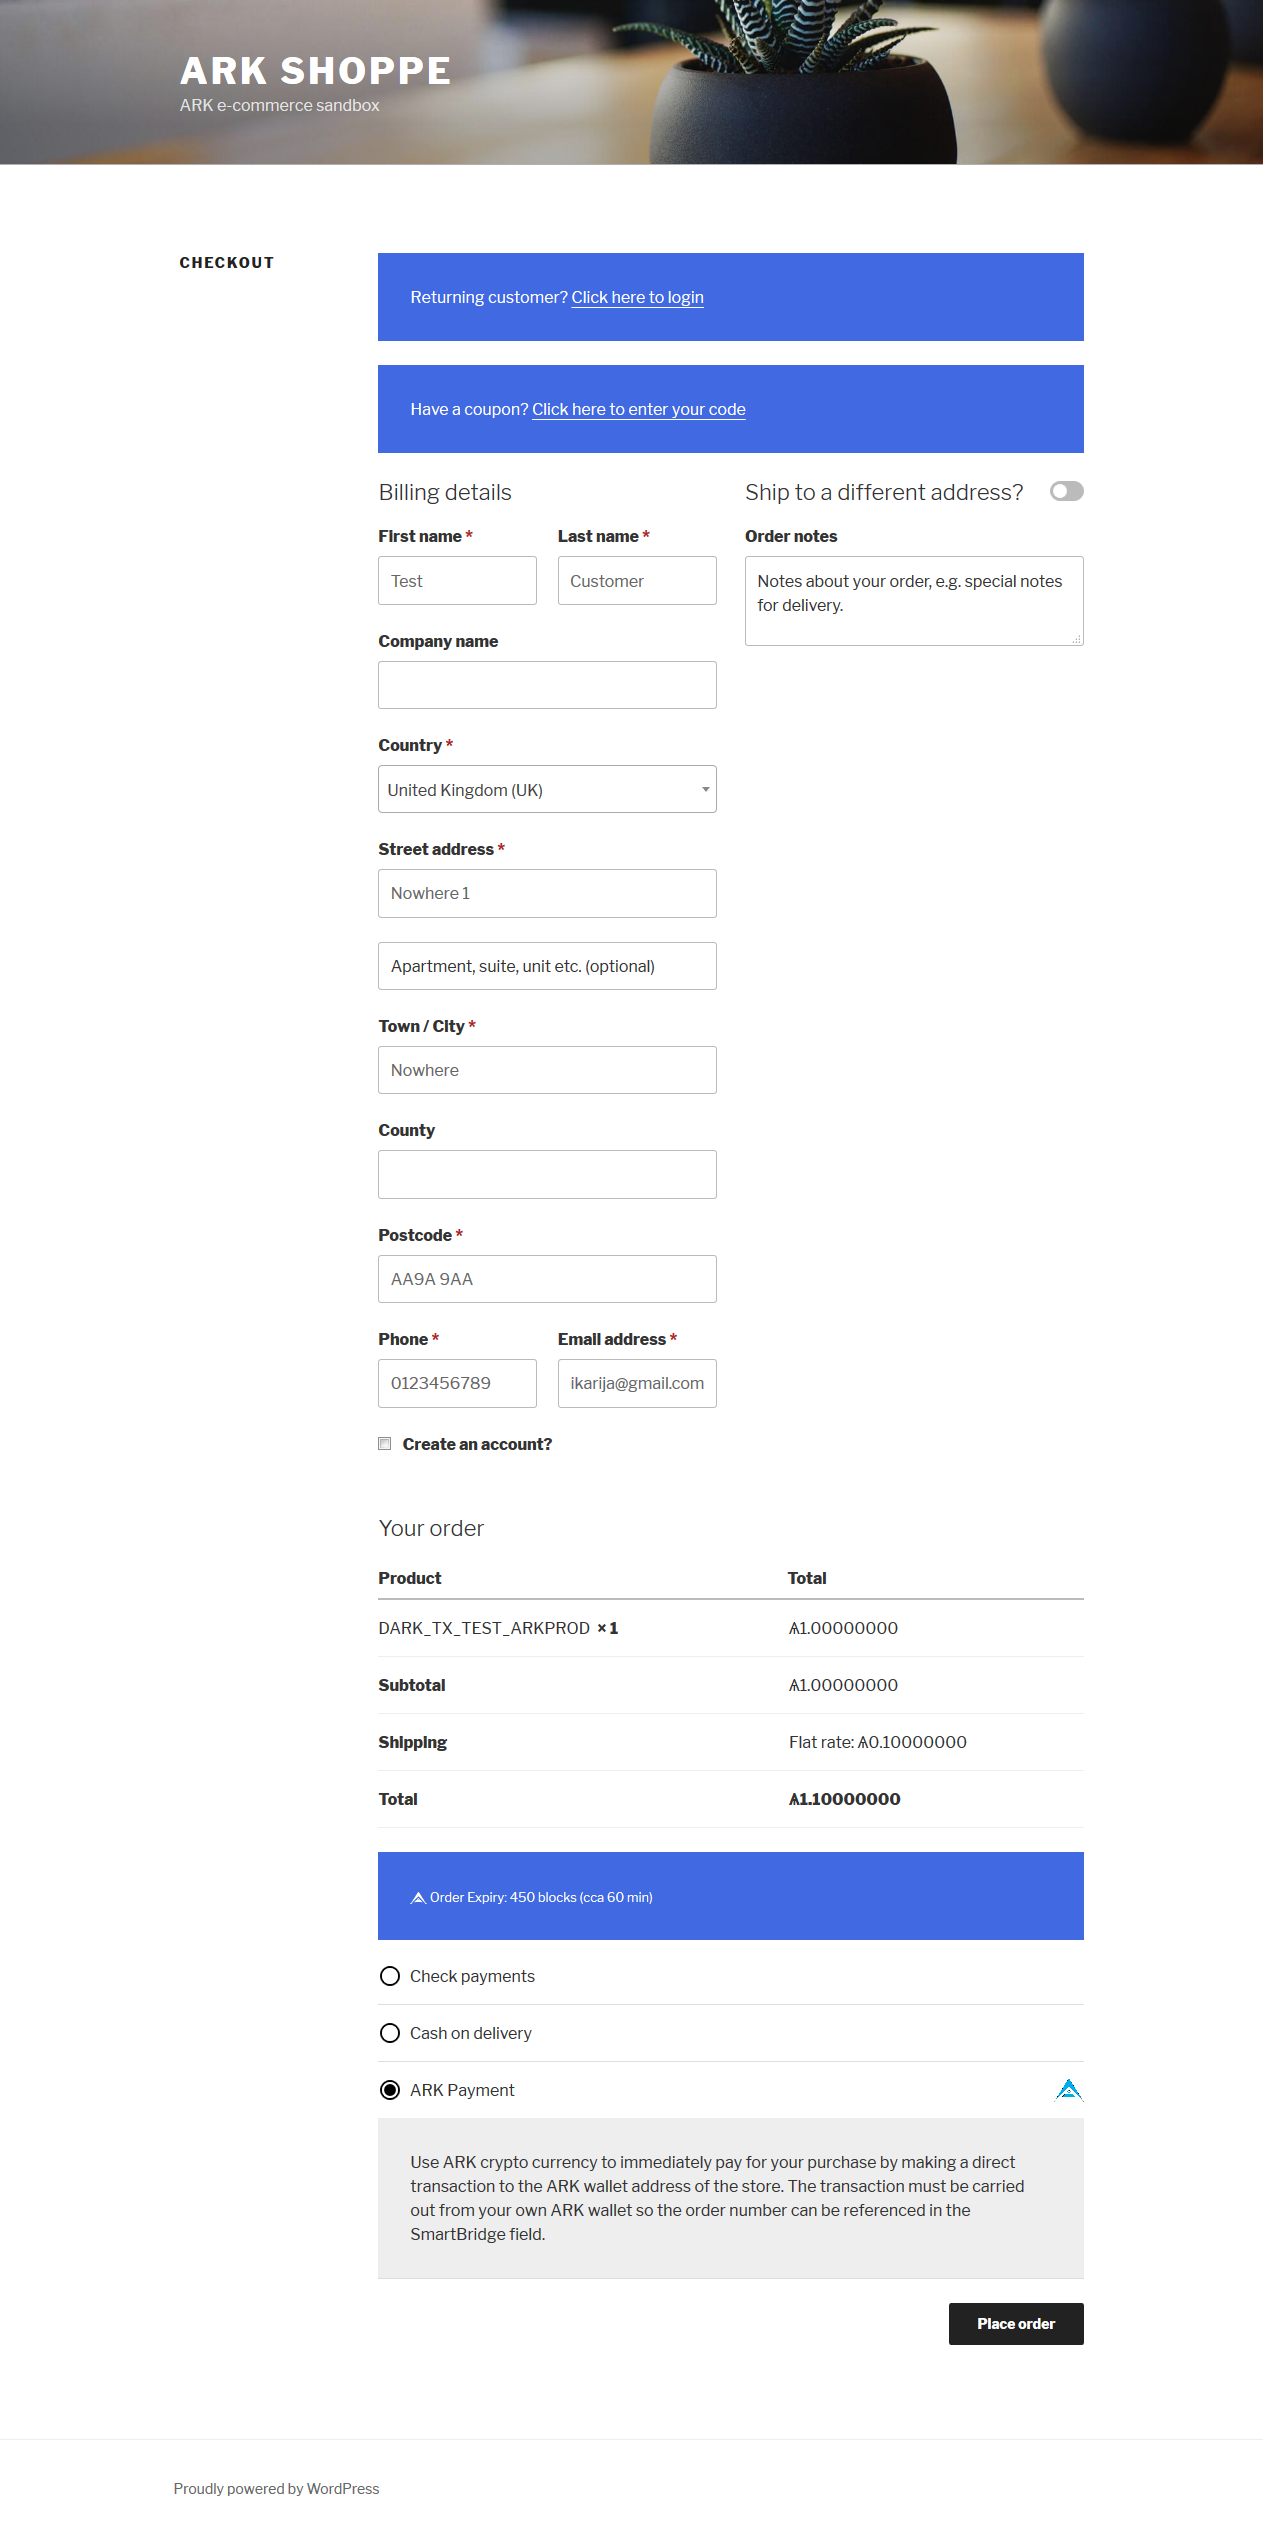 ARK SHOPPE
ARK e-commerce sandbox
CHECKOUT
Returning customer? Click here to login
Have a coupon? Click here to enter your code
Billing details
First name *
Last name *
Test
Customer
Company name
Country *
United Kingdom (UK)
Street address *
Nowhere 1
Apartment, suite, unit etc. (optional)
Town / City *
Nowhere
County
Postcode *
AA9A 9AA
Phone *
Email address *
0123456789
ikarija@gmail.com
Create an account?
Ship to a different address?
Order notes
Notes about your order, e.g. special notes
for delivery.
Your order
Product Total
DARK_TX_TEST_ARKPROD × 1 Ѧ1.00000000
Subtotal Ѧ1.00000000
Shipping Flat rate: Ѧ0.10000000
Total Ѧ1.10000000
Order Expiry: 450 blocks (cca 60 min)
Check payments
Cash on delivery
ARK Payment
Use ARK crypto currency to immediately pay for your purchase by making a direct
transaction to the ARK wallet address of the store. The transaction must be carried
out from your own ARK wallet so the order number can be referenced in the
SmartBridge field.
Place order
Proudly powered by WordPress